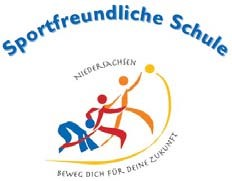 Sportfreundliche Schule
NIEDERSACHSEN
BEWEG DICH FÜR DEINE ZUKUNFT